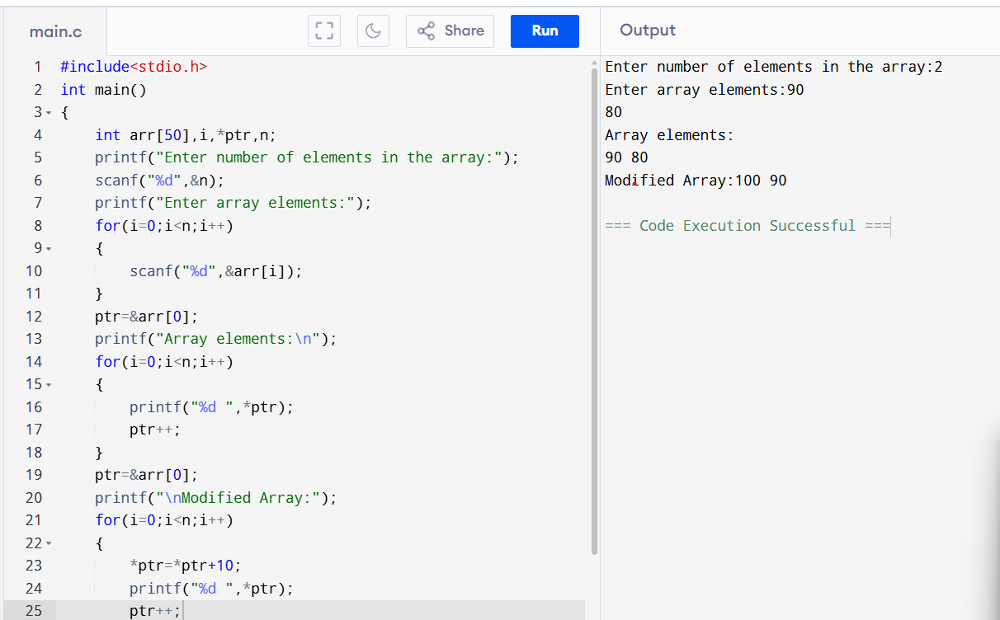 main.c
Share
Run
Output
1 #include<stdio.h>
2 int main()
3 {
4     int arr[50],i,*ptr,n;
5     printf("Enter number of elements in the array:");
6     scanf("%d",&n);
7     printf("Enter array elements:");
8     for(i=0;i<n;i++)
9     {
10         scanf("%d",&arr[i]);
11     }
12     ptr=&arr[0];
13     printf("Array elements:\n");
14     for(i=0;i<n;i++)
15     {
16         printf("%d ",*ptr);
17         ptr++;
18     }
19     ptr=&arr[0];
20     printf("\nModified Array:");
21     for(i=0;i<n;i++)
22     {
23         *ptr=*ptr+10;
24         printf("%d ",*ptr);
25         ptr++;
Enter number of elements in the array:2
Enter array elements:90
80
Array elements:
90 80
Modified Array:100 90
=== Code Execution Successful ===